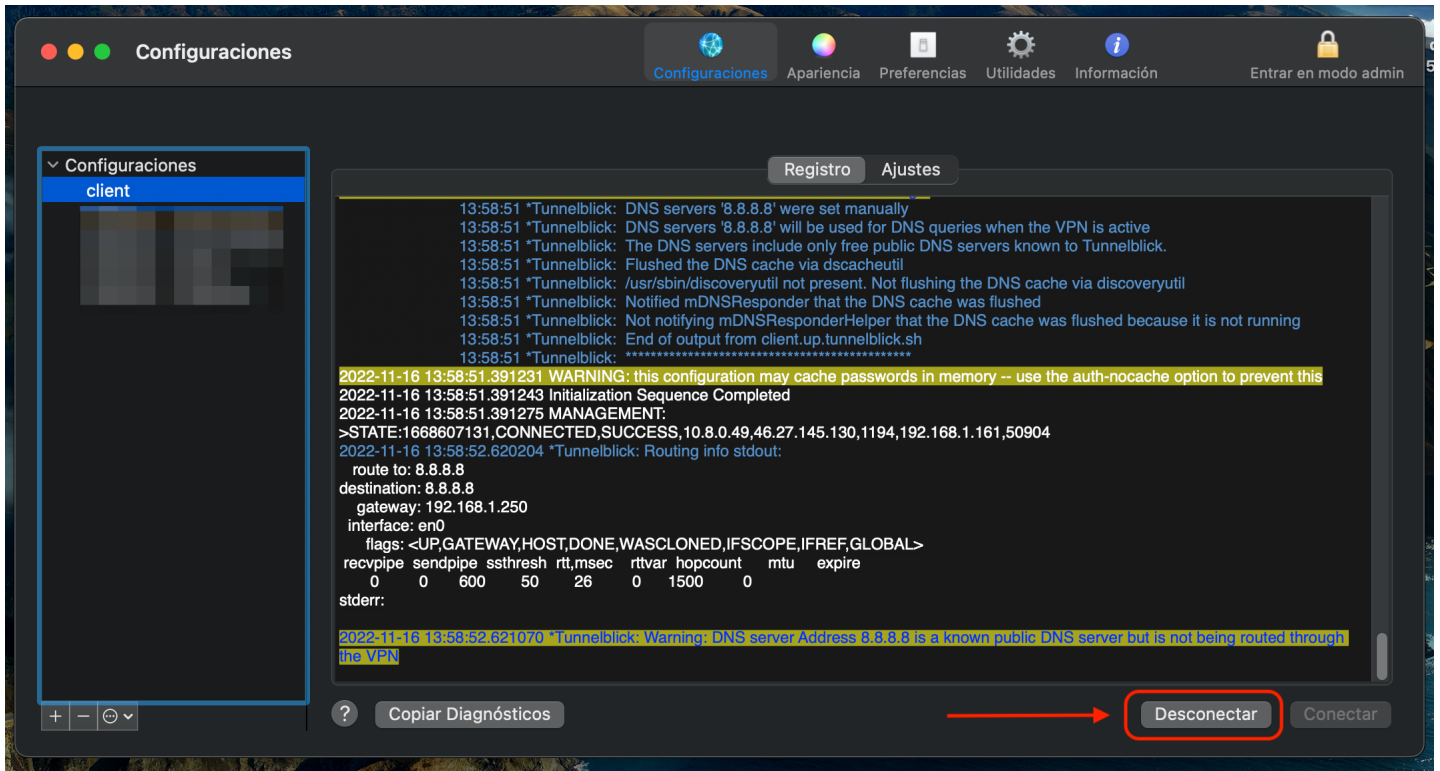 Configuraciones
Configuraciones
Apariencia
Preferencias
Utilidades
Información
Entrar en modo admin
Configuraciones
client
Registro
Ajustes
13:58:51 *Tunnelblick: DNS servers '8.8.8.8' were set manually
13:58:51 *Tunnelblick: DNS servers '8.8.8.8' will be used for DNS queries when the VPN is active
13:58:51 *Tunnelblick: The DNS servers include only free public DNS servers known to Tunnelblick.
13:58:51 *Tunnelblick: Flushed the DNS cache via dscacheutil
13:58:51 *Tunnelblick: /usr/sbin/discoveryutil not present. Not flushing the DNS cache via discoveryutil
13:58:51 *Tunnelblick: Notified mDNSResponder that the DNS cache was flushed
13:58:51 *Tunnelblick: Not notifying mDNSResponderHelper that the DNS cache was flushed because it is not running
13:58:51 *Tunnelblick: End of output from client.up.tunnelblick.sh
13:58:51 *Tunnelblick: **********************************************
2022-11-16 13:58:51.391231 WARNING: this configuration may cache passwords in memory -- use the auth-nocache option to prevent this
2022-11-16 13:58:51.391243 Initialization Sequence Completed
2022-11-16 13:58:51.391275 MANAGEMENT:
>STATE:1668607131,CONNECTED,SUCCESS,10.8.0.49,46.27.145.130,1194,192.168.1.161,50904
2022-11-16 13:58:52.620204 *Tunnelblick: Routing info stdout:
route to: 8.8.8.8
destination: 8.8.8.8
gateway: 192.168.1.250
interface: en0
flags: <UP,GATEWAY,HOST,DONE,WASCLONED,IFSCOPE,IFREF,GLOBAL>
recvpipe sendpipe ssthresh rtt,msec rttvar hopcount mtu expire
0 0 600 50 26 0 1500 0
stderr:
2022-11-16 13:58:52.621070 *Tunnelblick: Warning: DNS server Address 8.8.8.8 is a known public DNS server but is not being routed through
the VPN
? Copiar Diagnósticos
Desconectar
Conectar